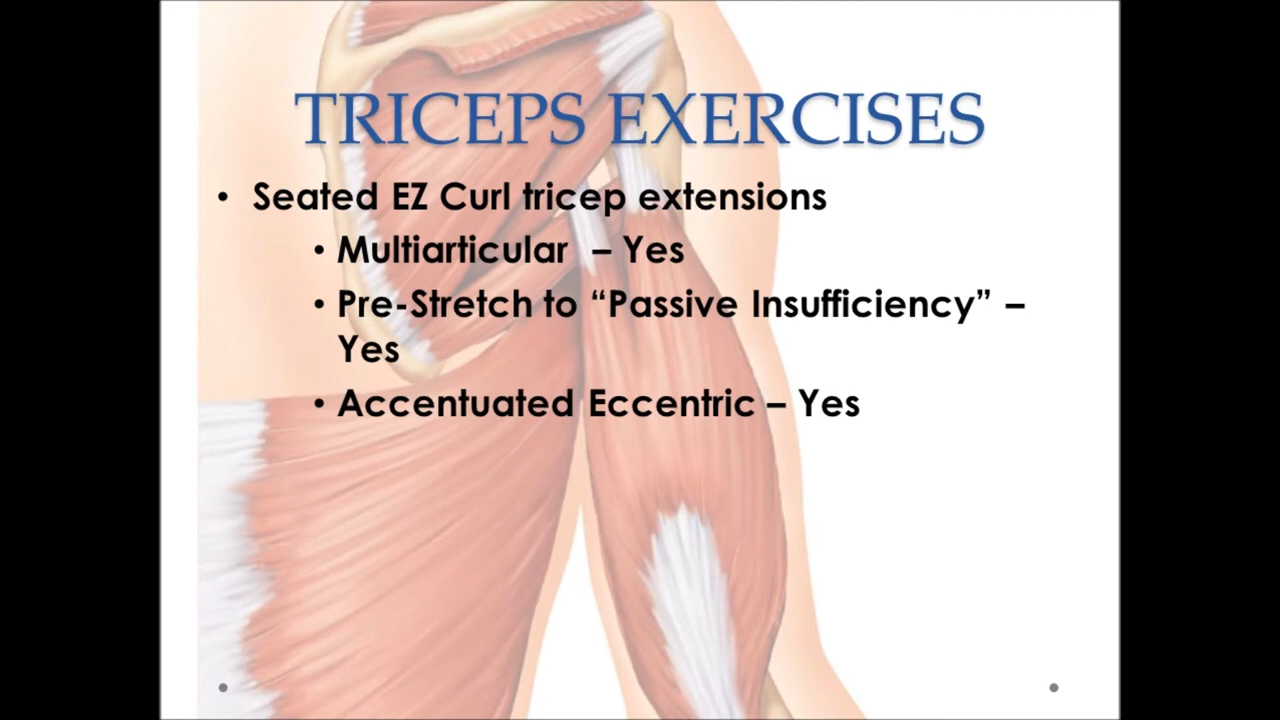 TRICEPS EXERCISES
• Seated EZ Curl tricep extensions
• Multiarticular – Yes
• Pre-Stretch to “Passive Insufficiency” –
Yes
• Accentuated Eccentric – Yes